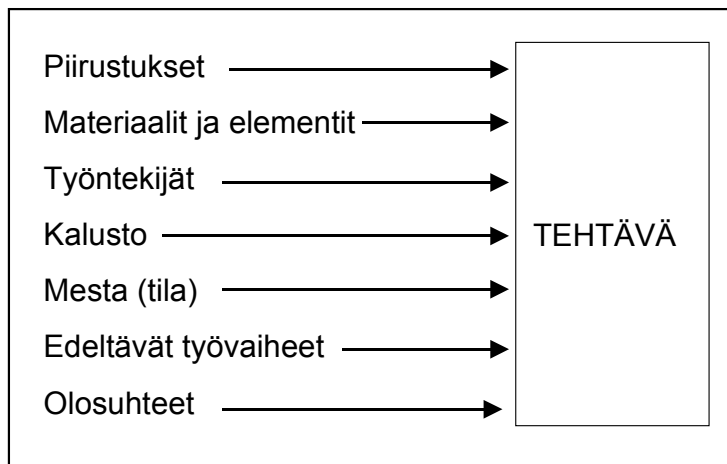 Piirustukset
Materiaalit ja elementit
Työntekijät
Kalusto
TEHTÄVÄ
Mesta (tila)
Edeltävät työvaiheet
Olosuhteet